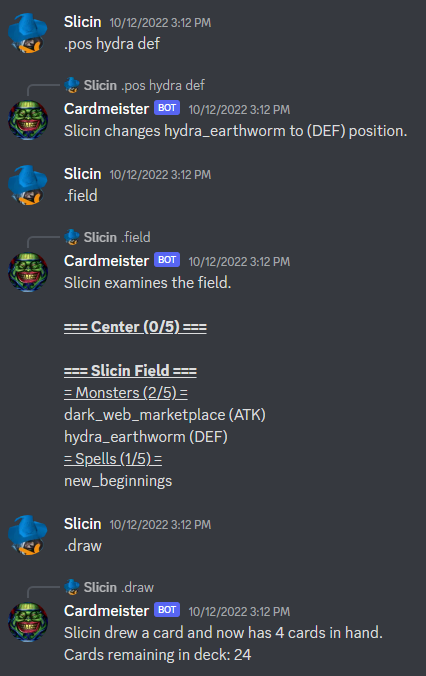 Slicin 10/12/2022 3:12 PM
.pos hydra def
Slicin .pos hydra def
Cardmeister BOT 10/12/2022 3:12 PM
Slicin changes hydra_earthworm to (DEF) position.
Slicin 10/12/2022 3:12 PM
.field
Slicin .field
Cardmeister BOT 10/12/2022 3:12 PM
Slicin examines the field.
=== Center (0/5) ===
=== Slicin Field ===
= Monsters (2/5) =
dark_web_marketplace (ATK)
hydra_earthworm (DEF)
= Spells (1/5) =
new_beginnings
Slicin 10/12/2022 3:12 PM
.draw
Slicin .draw
Cardmeister BOT 10/12/2022 3:12 PM
Slicin drew a card and now has 4 cards in hand.
Cards remaining in deck: 24